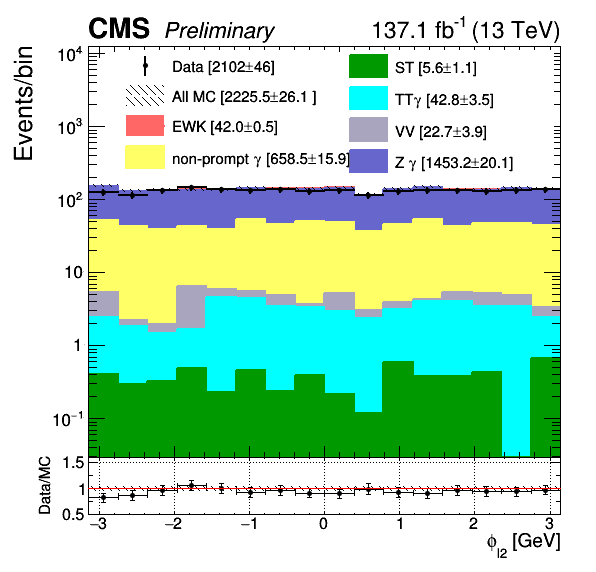 CMS Preliminary 137.1 fb⁻¹ (13 TeV)
Events/bin
10⁴
10³
10²
10
1
10⁻¹
Data [2102±46]
All MC [2225.5±26.1 ]
EWK [42.0±0.5]
non-prompt γ [658.5±15.9]
ST [5.6±1.1]
TTγ [42.8±3.5]
VV [22.7±3.9]
Z γ [1453.2±20.1]
Data/MC
1.5
1
0.5
−3 −2 −1 0 1 2 3
ϕ_l2 [GeV]